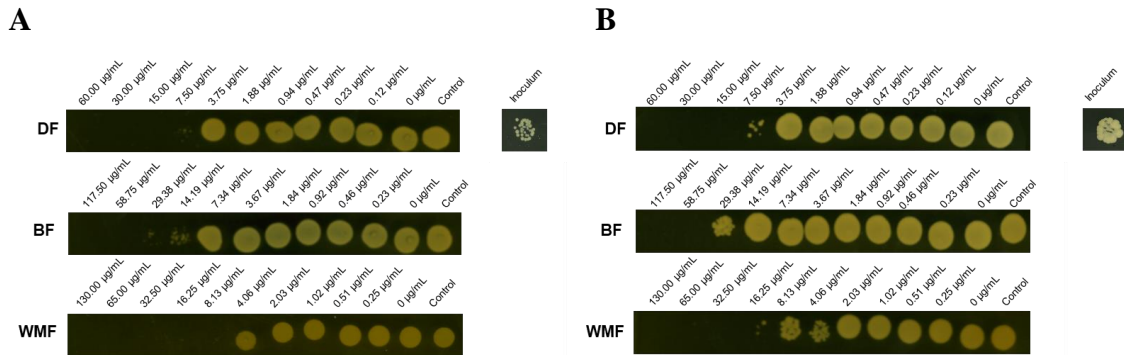 A
B
60.00 µg/mL 30.00 µg/mL 15.00 µg/mL 7.50 µg/mL 3.75 µg/mL 1.88 µg/mL 0.94 µg/mL 0.47 µg/mL 0.23 µg/mL 0.12 µg/mL 0 µg/mL Control
Inoculum
DF
117.50 µg/mL 58.75 µg/mL 29.38 µg/mL 14.19 µg/mL 7.34 µg/mL 3.67 µg/mL 1.84 µg/mL 0.92 µg/mL 0.46 µg/mL 0.23 µg/mL 0 µg/mL Control
BF
130.00 µg/mL 65.00 µg/mL 32.50 µg/mL 16.25 µg/mL 8.13 µg/mL 4.06 µg/mL 2.03 µg/mL 1.02 µg/mL 0.51 µg/mL 0.25 µg/mL 0 µg/mL Control
WMF
60.00 µg/mL 30.00 µg/mL 15.00 µg/mL 7.50 µg/mL 3.75 µg/mL 1.88 µg/mL 0.94 µg/mL 0.47 µg/mL 0.23 µg/mL 0.12 µg/mL 0 µg/mL Control
Inoculum
DF
117.50 µg/mL 58.75 µg/mL 29.38 µg/mL 14.19 µg/mL 7.34 µg/mL 3.67 µg/mL 1.84 µg/mL 0.92 µg/mL 0.46 µg/mL 0.23 µg/mL 0 µg/mL Control
BF
130.00 µg/mL 65.00 µg/mL 32.50 µg/mL 16.25 µg/mL 8.13 µg/mL 4.06 µg/mL 2.03 µg/mL 1.02 µg/mL 0.51 µg/mL 0.25 µg/mL 0 µg/mL Control
WMF